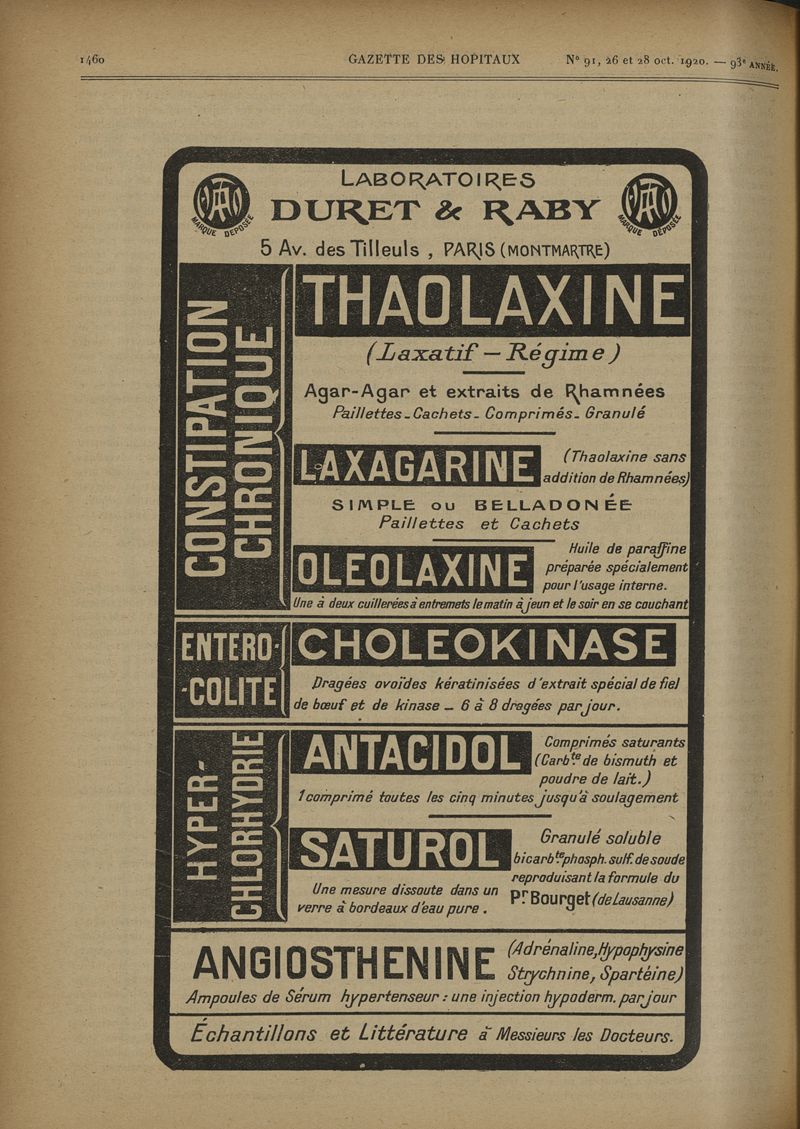 1460 GAZETTE DES HOPITAUX N° 91, 26 et 28 oct. 1920. — 93e ANNÉE.
LABORATOIRES
DURET & RABY
MARQUE DEPOSÉE
MARQUE DÉPOSÉE
5 Av. des Tilleuls , PARIS (MONTMARTRE)
CONSTIPATION
CHRONIQUE
THAOLAXINE
(Laxatif — Régime)
Agar-Agar et extraits de Rhamnées
Paillettes - Cachets - Comprimés - Granulé
LAXAGARINE
(Thaolaxine sans
addition de Rhamnées)
SIMPLE ou BELLADONÉE
Paillettes et Cachets
OLEOLAXINE
Huile de paraffine
préparée spécialement
pour l'usage interne.
Une à deux cuillerées à entremets le matin à jeun et le soir en se couchant
ENTERO-
-COLITE
CHOLEOKINASE
Dragées ovoïdes kératinisées d'extrait spécial de fiel
de bœuf et de kinase — 6 à 8 dragées par jour.
HYPER-
CHLORHYDRIE
ANTACIDOL
Comprimés saturants
(Carb.te de bismuth et
poudre de lait.)
1 comprimé toutes les cinq minutes jusqu'à soulagement
SATUROL
Granulé soluble
bicarb.te phosph. sulf. de soude
reproduisant la formule du
Pr Bourget (de Lausanne)
Une mesure dissoute dans un
verre à bordeaux d'eau pure .
ANGIOSTHENINE
(Adrénaline, Hypophysine
Strychnine, Spartéine)
Ampoules de Sérum hypertenseur : une injection hypoderm. par jour
Échantillons et Littérature à Messieurs les Docteurs.